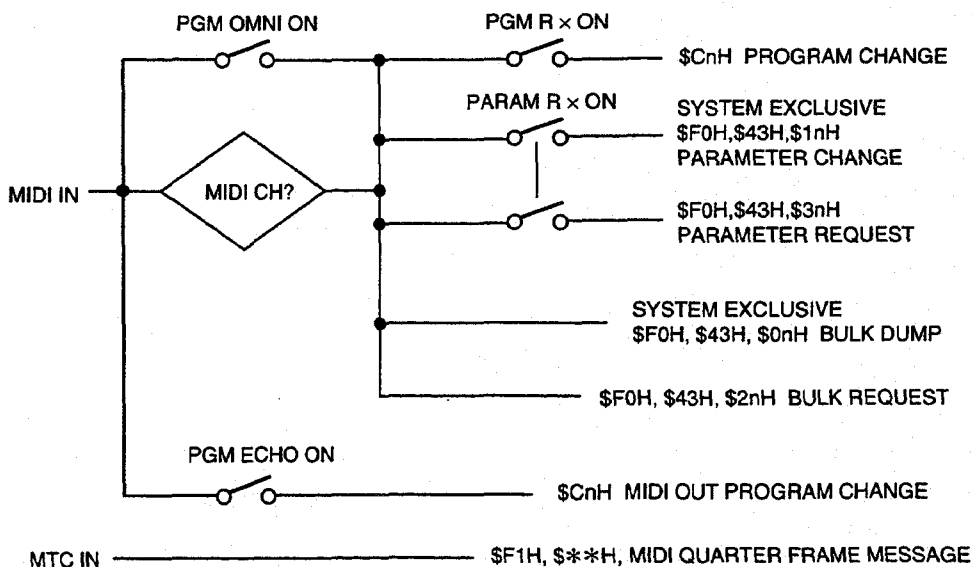 PGM OMNI ON
PGM R × ON
$CnH PROGRAM CHANGE
PARAM R × ON
SYSTEM EXCLUSIVE
$F0H,$43H,$1nH
PARAMETER CHANGE
MIDI IN
MIDI CH?
$F0H,$43H,$3nH
PARAMETER REQUEST
SYSTEM EXCLUSIVE
$F0H, $43H, $0nH BULK DUMP
$F0H, $43H, $2nH BULK REQUEST
PGM ECHO ON
$CnH MIDI OUT PROGRAM CHANGE
MTC IN
$F1H, $**H, MIDI QUARTER FRAME MESSAGE